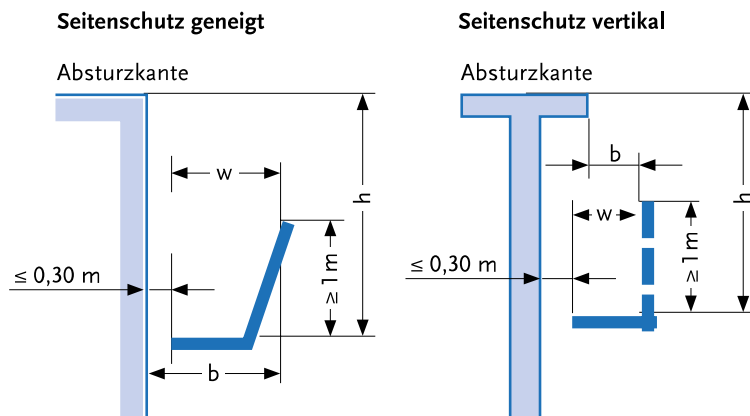 Seitenschutz geneigt
Absturzkante
w
h
≤ 0,30 m
≥ 1 m
b
Seitenschutz vertikal
Absturzkante
b
h
w
≤ 0,30 m
≥ 1 m